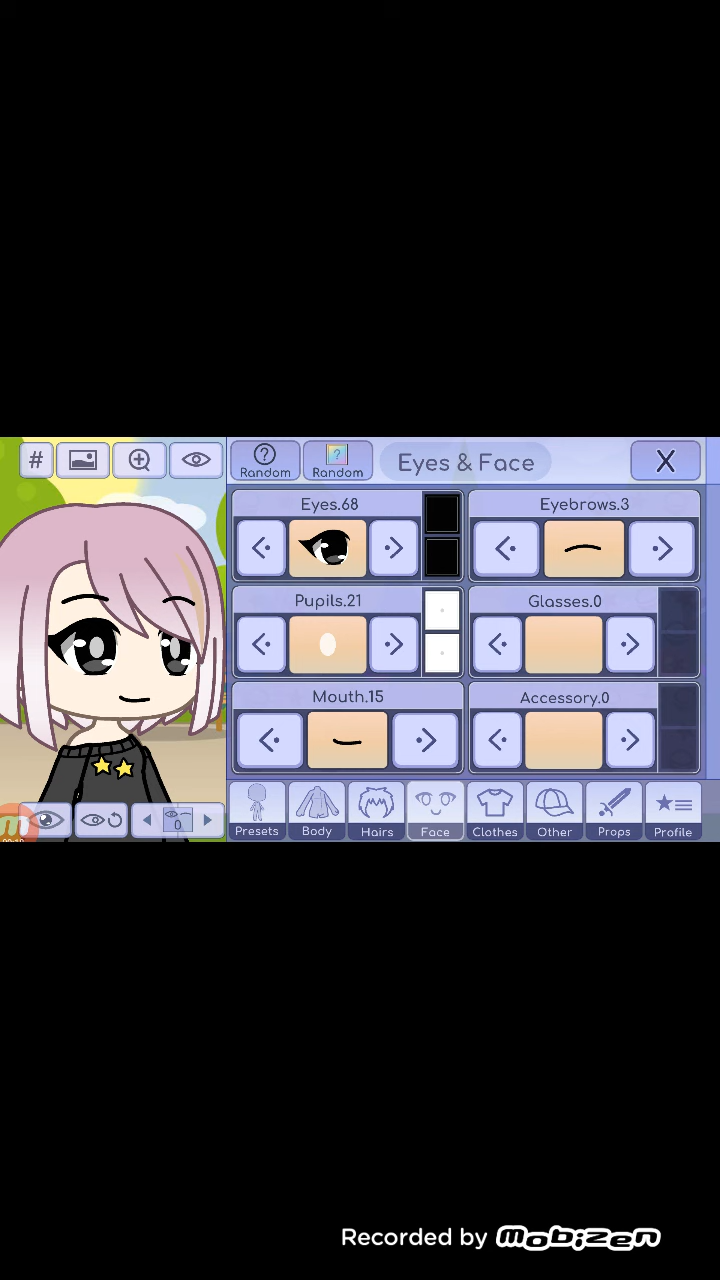 #
Random
Random
Eyes & Face
X
Eyes.68
Eyebrows.3
Pupils.21
Glasses.0
Mouth.15
Accessory.0
0
Presets
Body
Hairs
Face
Clothes
Other
Props
Profile
Recorded by mobizen